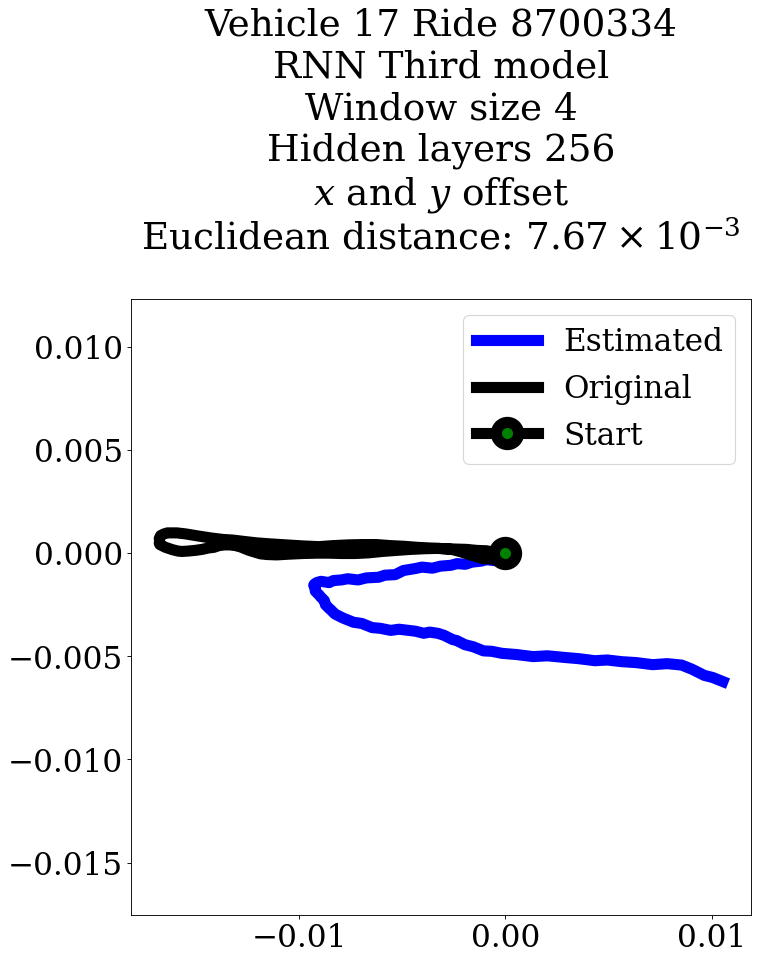 Vehicle 17 Ride 8700334
RNN Third model
Window size 4
Hidden layers 256
x and y offset
Euclidean distance: 7.67 × 10⁻³
Estimated
Original
Start
0.010
0.005
0.000
−0.005
−0.010
−0.015
−0.01
0.00
0.01